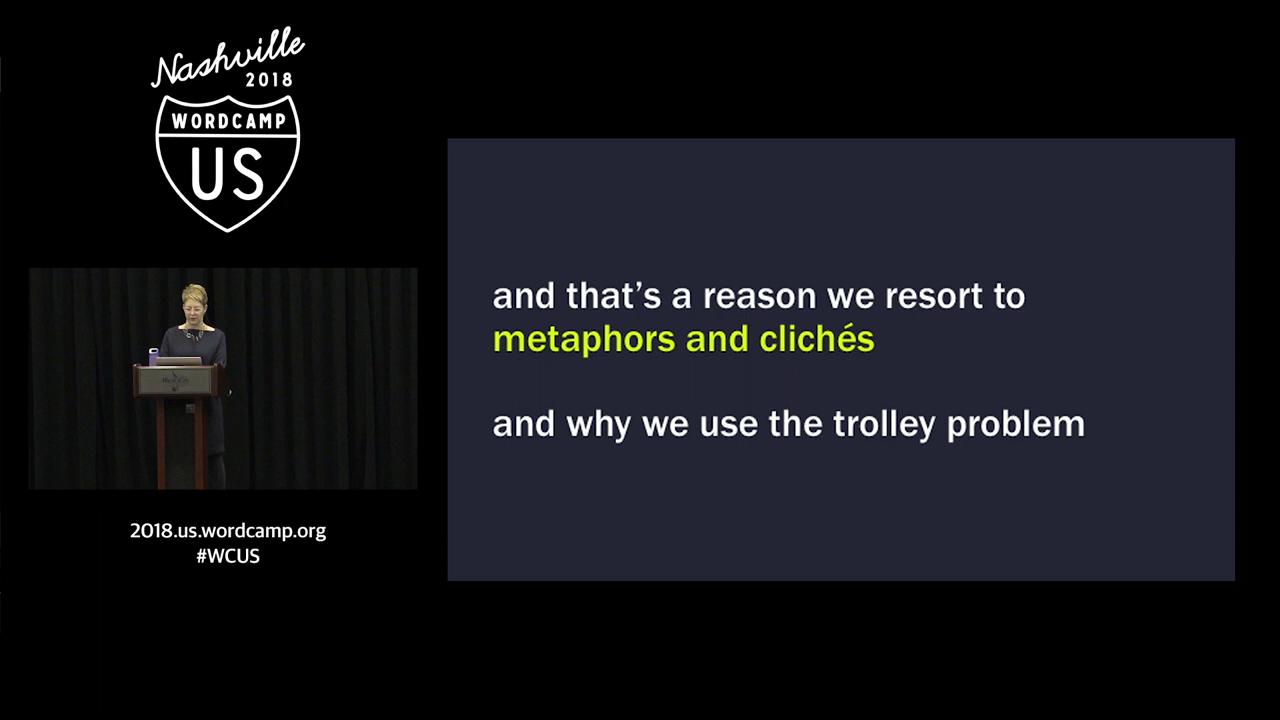 Nashville
2018
WORDCAMP
US
2018.us.wordcamp.org
#WCUS
and that’s a reason we resort to
metaphors and clichés
and why we use the trolley problem